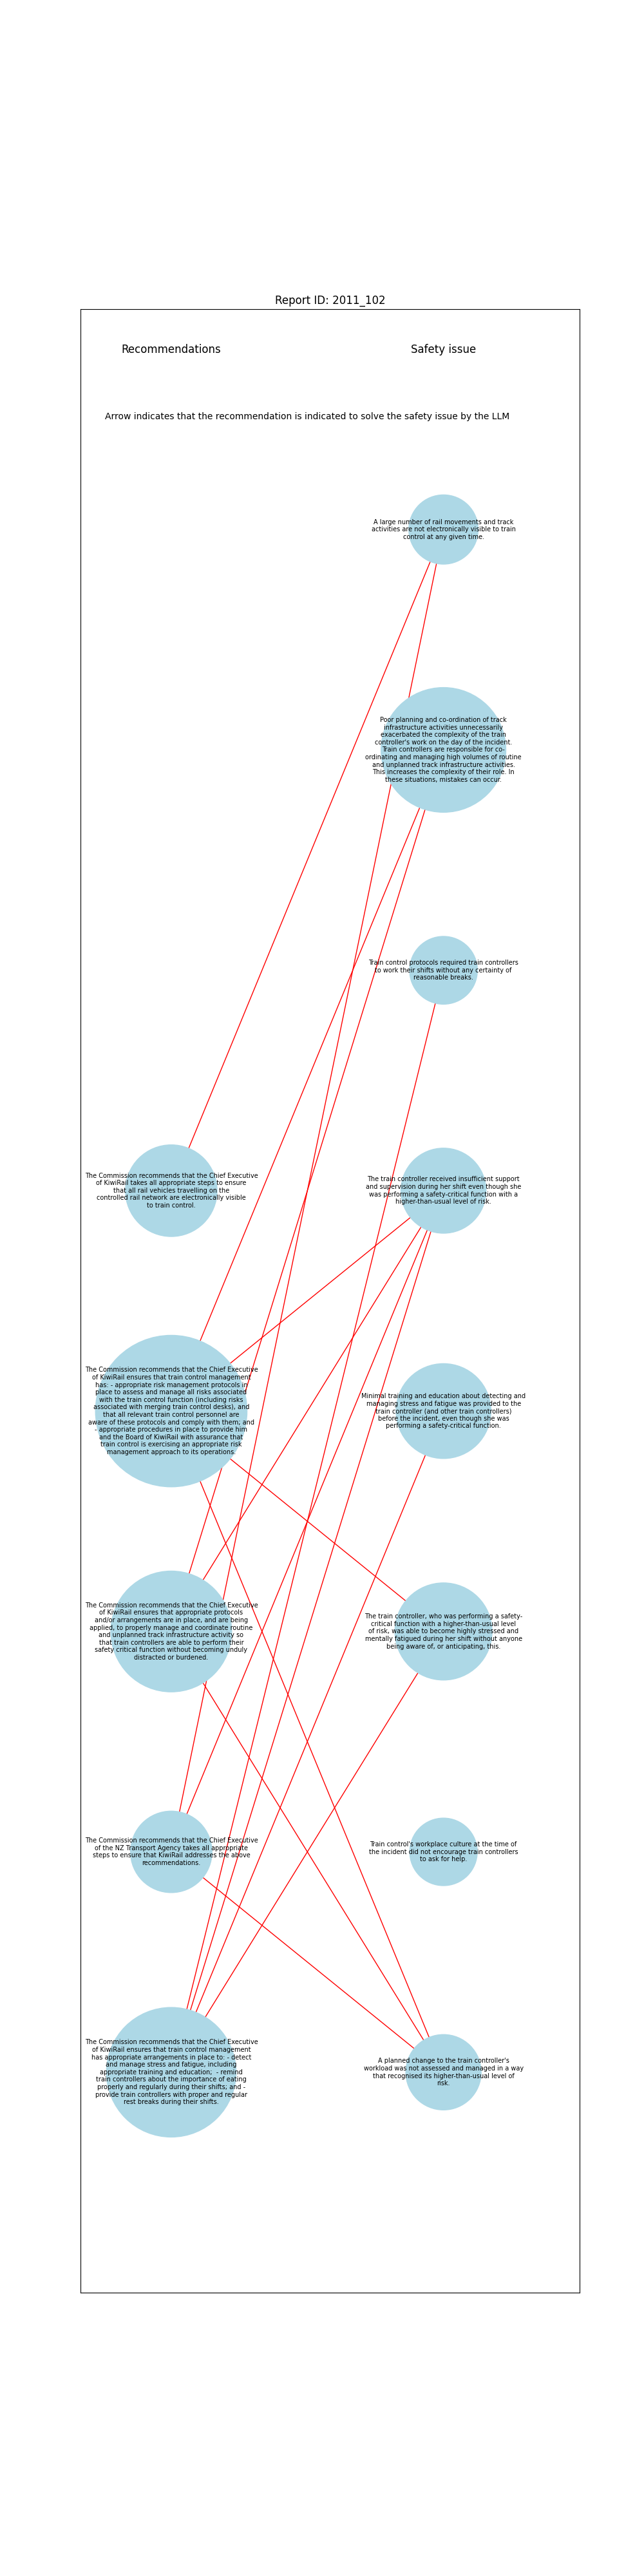 Report ID: 2011_102
Recommendations
Safety issue
Arrow indicates that the recommendation is indicated to solve the safety issue by the LLM
A large number of rail movements and track
activities are not electronically visible to train
control at any given time.
Poor planning and co-ordination of track
infrastructure activities unnecessarily
exacerbated the complexity of the train
controller's work on the day of the incident.
Train controllers are responsible for co-
ordinating and managing high volumes of routine
and unplanned track infrastructure activities.
This increases the complexity of their role. In
these situations, mistakes can occur.
Train control protocols required train controllers
to work their shifts without any certainty of
reasonable breaks.
The Commission recommends that the Chief Executive
of KiwiRail takes all appropriate steps to ensure
that all rail vehicles travelling on the
controlled rail network are electronically visible
to train control.
The train controller received insufficient support
and supervision during her shift even though she
was performing a safety-critical function with a
higher-than-usual level of risk.
The Commission recommends that the Chief Executive
of KiwiRail ensures that train control management
has: - appropriate risk management protocols in
place to assess and manage all risks associated
with the train control function (including risks
associated with merging train control desks), and
that all relevant train control personnel are
aware of these protocols and comply with them; and
- appropriate procedures in place to provide him
and the Board of KiwiRail with assurance that
train control is exercising an appropriate risk
management approach to its operations.
Minimal training and education about detecting and
managing stress and fatigue was provided to the
train controller (and other train controllers)
before the incident, even though she was
performing a safety-critical function.
The Commission recommends that the Chief Executive
of KiwiRail ensures that appropriate protocols
and/or arrangements are in place, and are being
applied, to properly manage and coordinate routine
and unplanned track infrastructure activity so
that train controllers are able to perform their
safety critical function without becoming unduly
distracted or burdened.
The train controller, who was performing a safety-
critical function with a higher-than-usual level
of risk, was able to become highly stressed and
mentally fatigued during her shift without anyone
being aware of, or anticipating, this.
The Commission recommends that the Chief Executive
of the NZ Transport Agency takes all appropriate
steps to ensure that KiwiRail addresses the above
recommendations.
Train control's workplace culture at the time of
the incident did not encourage train controllers
to ask for help.
The Commission recommends that the Chief Executive
of KiwiRail ensures that train control management
has appropriate arrangements in place to: - detect
and manage stress and fatigue, including
appropriate training and education;  - remind
train controllers about the importance of eating
properly and regularly during their shifts; and -
provide train controllers with proper and regular
rest breaks during their shifts.
A planned change to the train controller's
workload was not assessed and managed in a way
that recognised its higher-than-usual level of
risk.